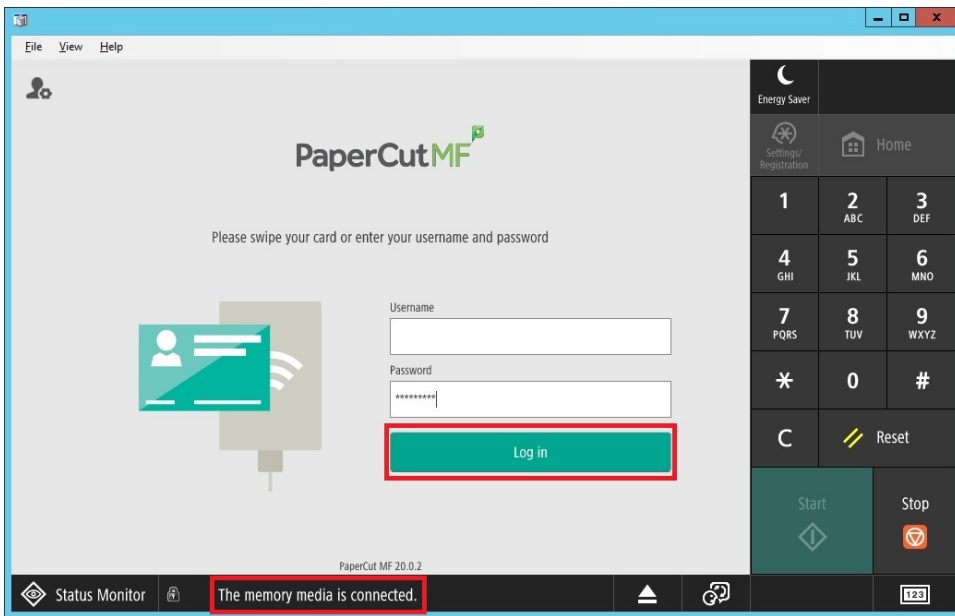 File View Help
PaperCut MF
Please swipe your card or enter your username and password
Username
Password
*********
Log in
PaperCut MF 20.0.2
Status Monitor
The memory media is connected.
Energy Saver
Settings/
Registration
Home
1
2
ABC
3
DEF
4
GHI
5
JKL
6
MNO
7
PQRS
8
TUV
9
WXYZ
*
0
#
C
Reset
Start
Stop
123